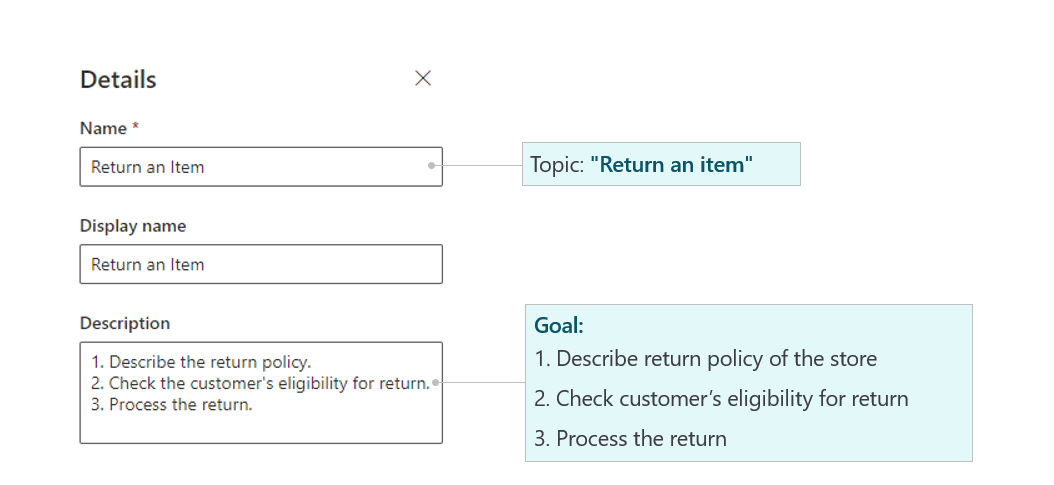 Details
Name *
Return an Item
Topic: "Return an item"
Display name
Return an Item
Description
1. Describe the return policy.
2. Check the customer's eligibility for return.
3. Process the return.
Goal:
1. Describe return policy of the store
2. Check customer’s eligibility for return
3. Process the return